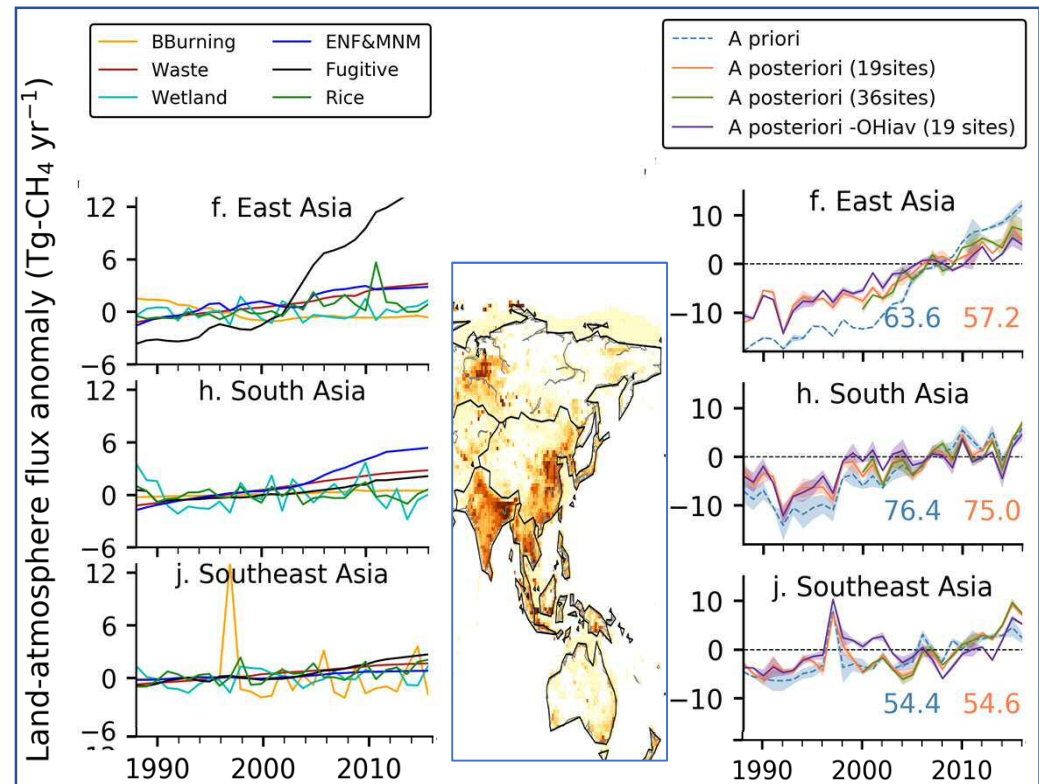 Land-atmosphere flux anomaly (Tg-CH₄ yr⁻¹)
BBurning
Waste
Wetland
ENF&MNM
Fugitive
Rice
A priori
A posteriori (19sites)
A posteriori (36sites)
A posteriori -OHiav (19 sites)
f. East Asia
12
6
0
−6
h. South Asia
12
6
0
−6
j. Southeast Asia
12
6
0
−6
1990 2000 2010
f. East Asia
10
0
−10
63.6 57.2
h. South Asia
10
0
−10
76.4 75.0
j. Southeast Asia
10
0
−10
54.4 54.6
1990 2000 2010